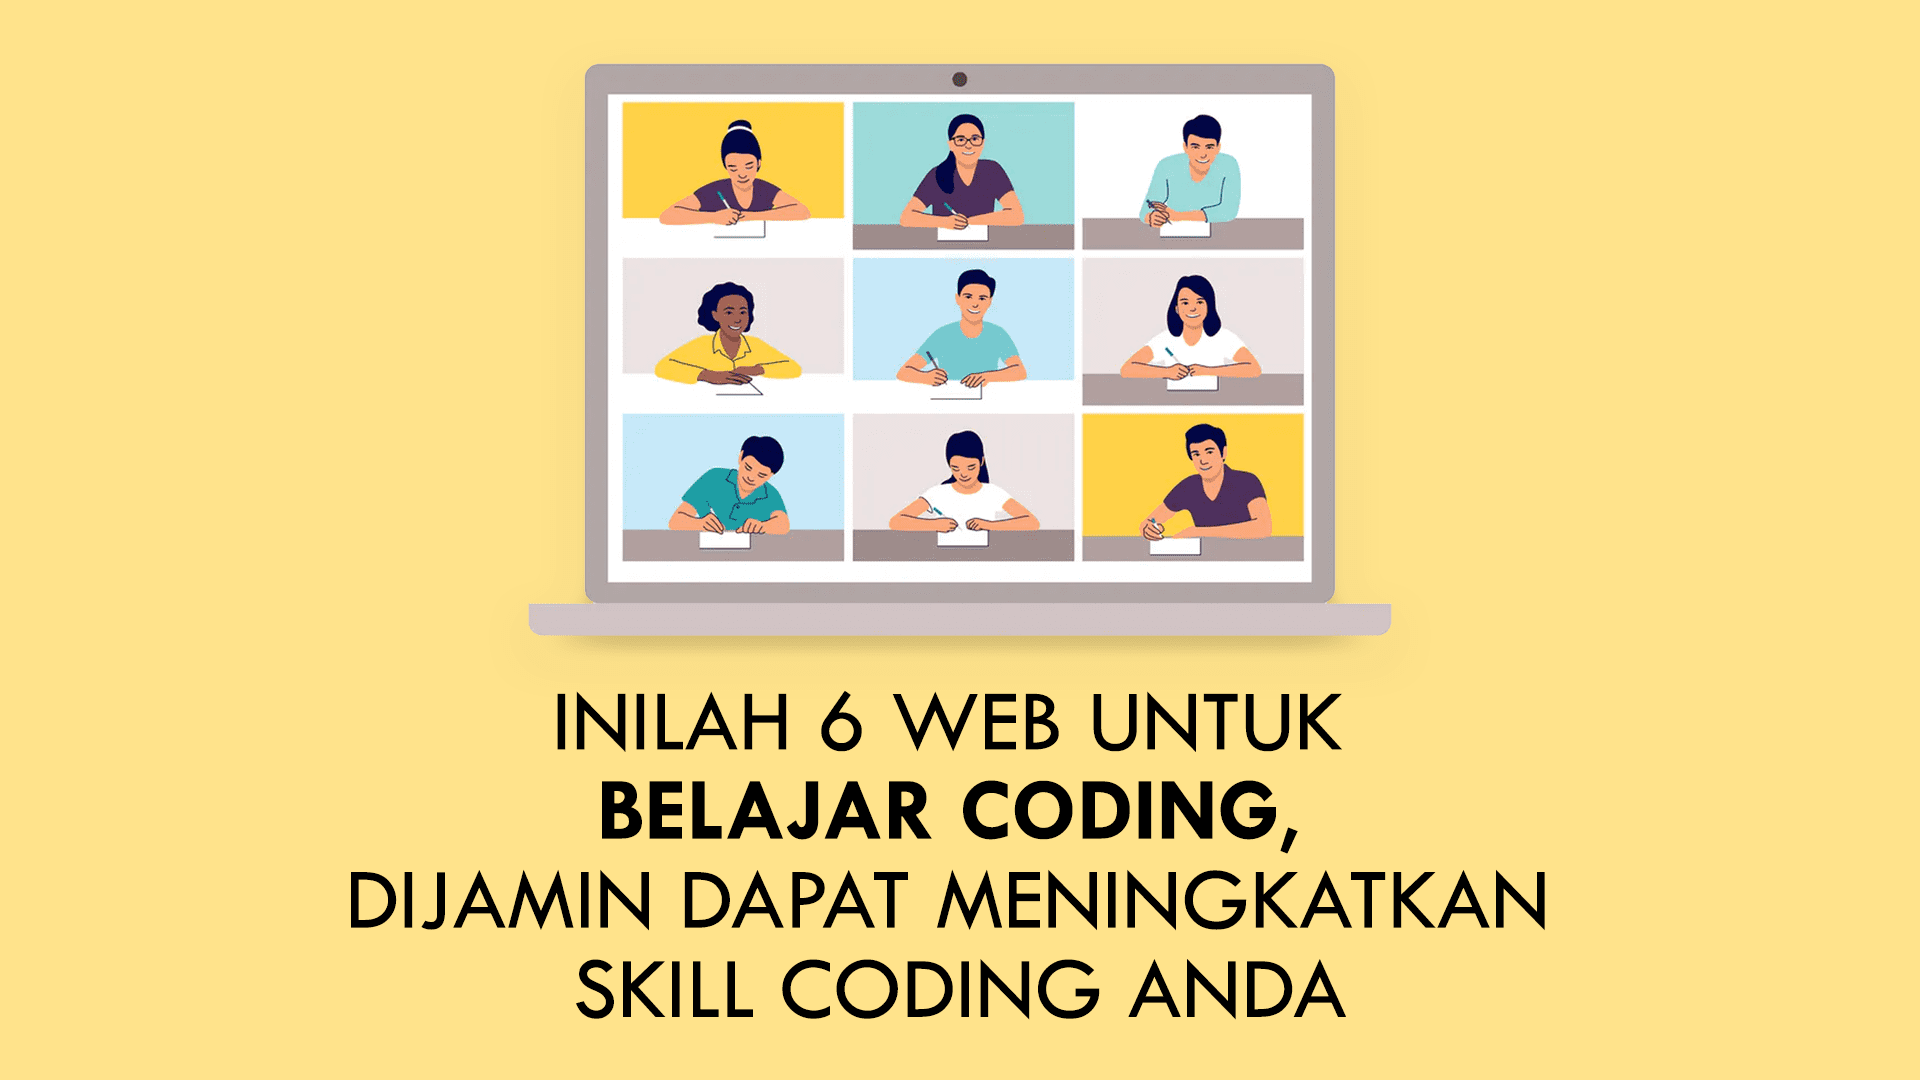 INILAH 6 WEB UNTUK
BELAJAR CODING,
DIJAMIN DAPAT MENINGKATKAN
SKILL CODING ANDA